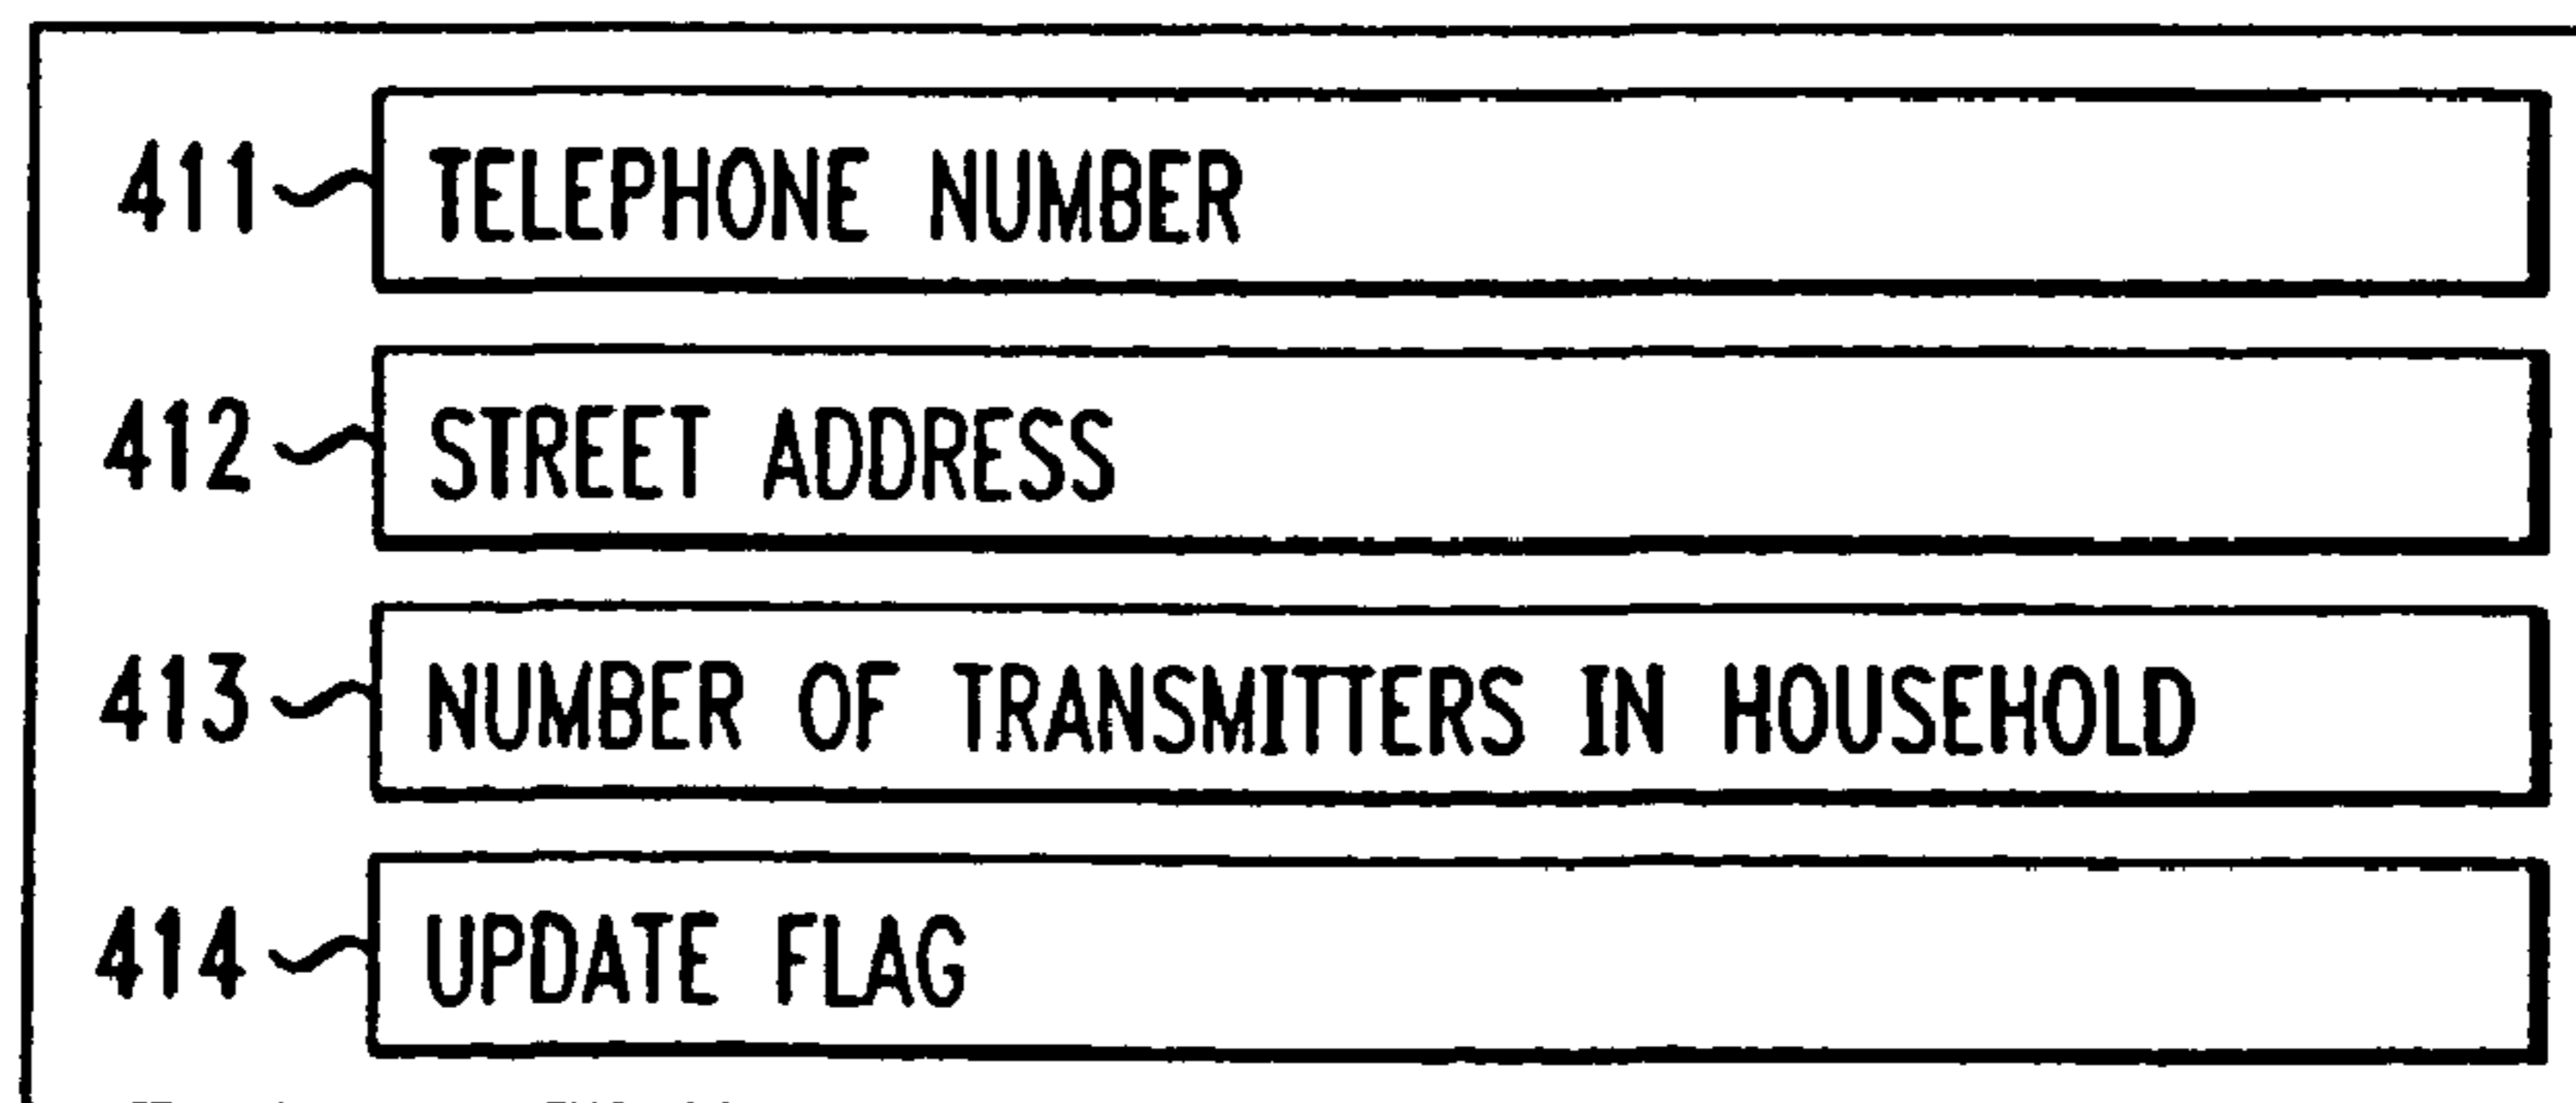 411 TELEPHONE NUMBER
412 STREET ADDRESS
413 NUMBER OF TRANSMITTERS IN HOUSEHOLD
414 UPDATE FLAG